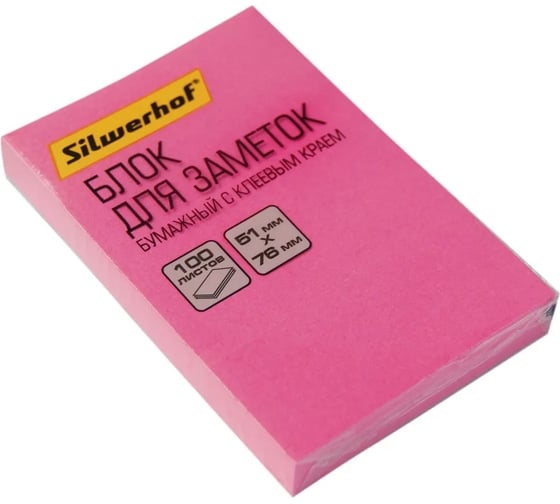 Silwerhof®
БЛОК
ДЛЯ ЗАМЕТОК
БУМАЖНЫЙ С КЛЕЕВЫМ КРАЕМ
100
ЛИСТОВ
51 мм
x
76 мм